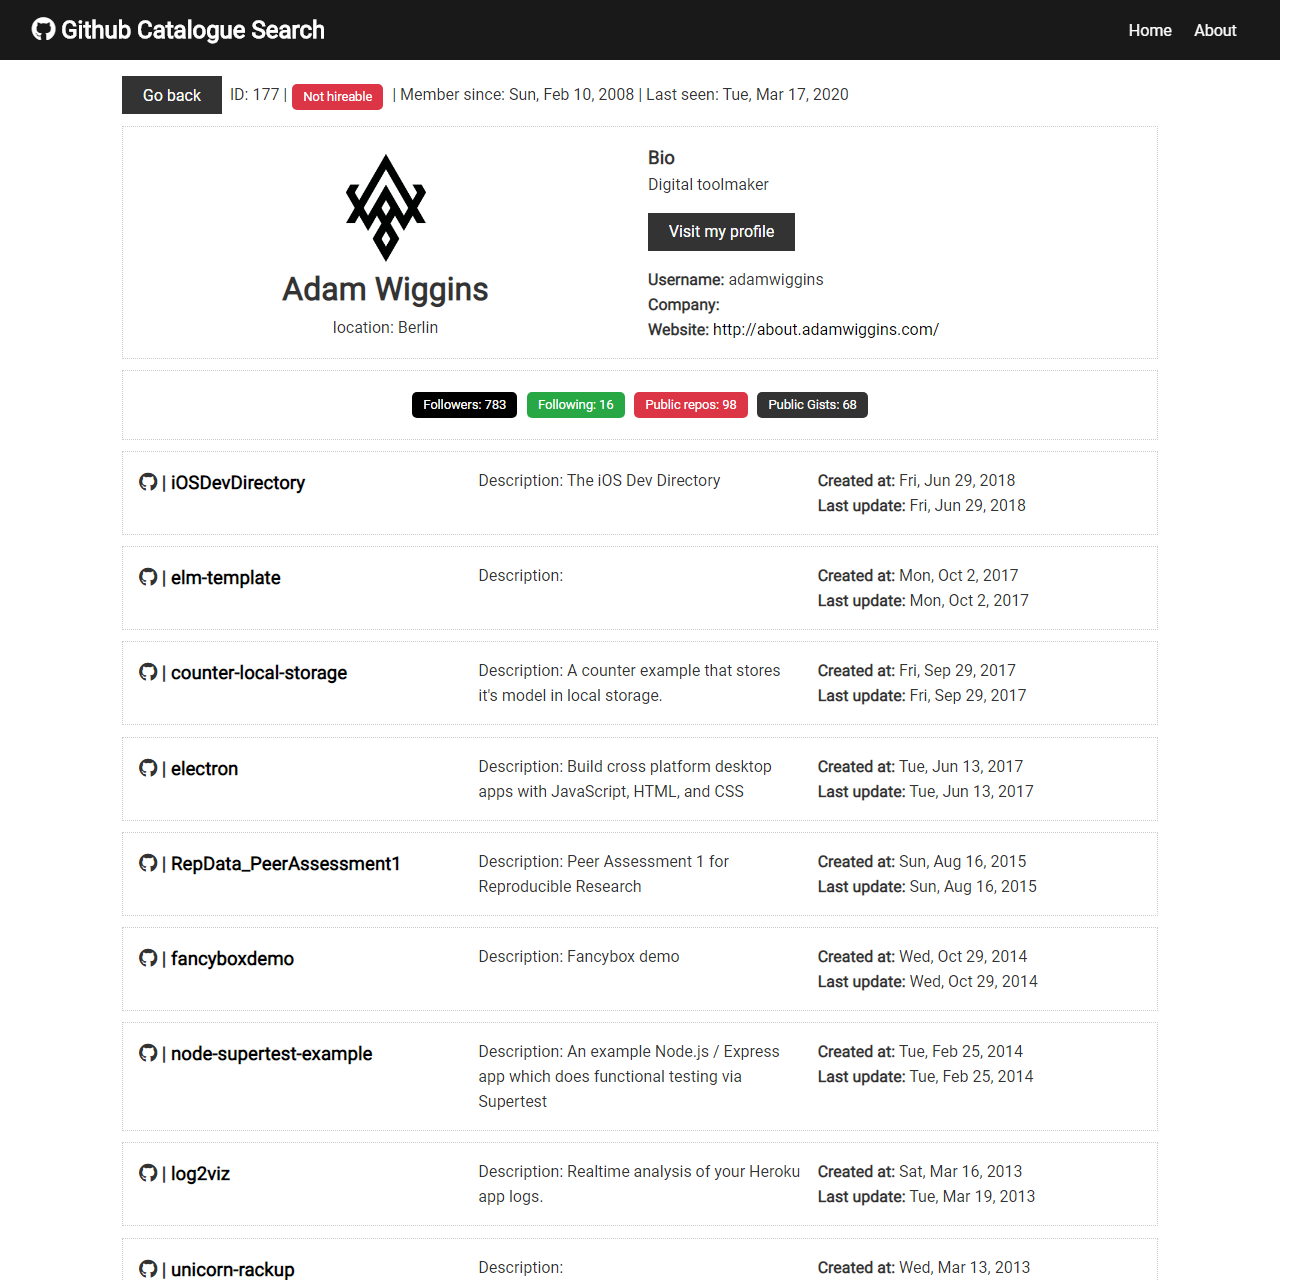 Github Catalogue Search Home About
Go back ID: 177 | Not hireable | Member since: Sun, Feb 10, 2008 | Last seen: Tue, Mar 17, 2020
Adam Wiggins
location: Berlin
Bio
Digital toolmaker
Visit my profile
Username: adamwiggins
Company:
Website: http://about.adamwiggins.com/
Followers: 783 Following: 16 Public repos: 98 Public Gists: 68
| iOSDevDirectory
Description: The iOS Dev Directory
Created at: Fri, Jun 29, 2018
Last update: Fri, Jun 29, 2018
| elm-template
Description:
Created at: Mon, Oct 2, 2017
Last update: Mon, Oct 2, 2017
| counter-local-storage
Description: A counter example that stores
it's model in local storage.
Created at: Fri, Sep 29, 2017
Last update: Fri, Sep 29, 2017
| electron
Description: Build cross platform desktop
apps with JavaScript, HTML, and CSS
Created at: Tue, Jun 13, 2017
Last update: Tue, Jun 13, 2017
| RepData_PeerAssessment1
Description: Peer Assessment 1 for
Reproducible Research
Created at: Sun, Aug 16, 2015
Last update: Sun, Aug 16, 2015
| fancyboxdemo
Description: Fancybox demo
Created at: Wed, Oct 29, 2014
Last update: Wed, Oct 29, 2014
| node-supertest-example
Description: An example Node.js / Express
app which does functional testing via
Supertest
Created at: Tue, Feb 25, 2014
Last update: Tue, Feb 25, 2014
| log2viz
Description: Realtime analysis of your Heroku
app logs.
Created at: Sat, Mar 16, 2013
Last update: Tue, Mar 19, 2013
| unicorn-rackup
Description:
Created at: Wed, Mar 13, 2013